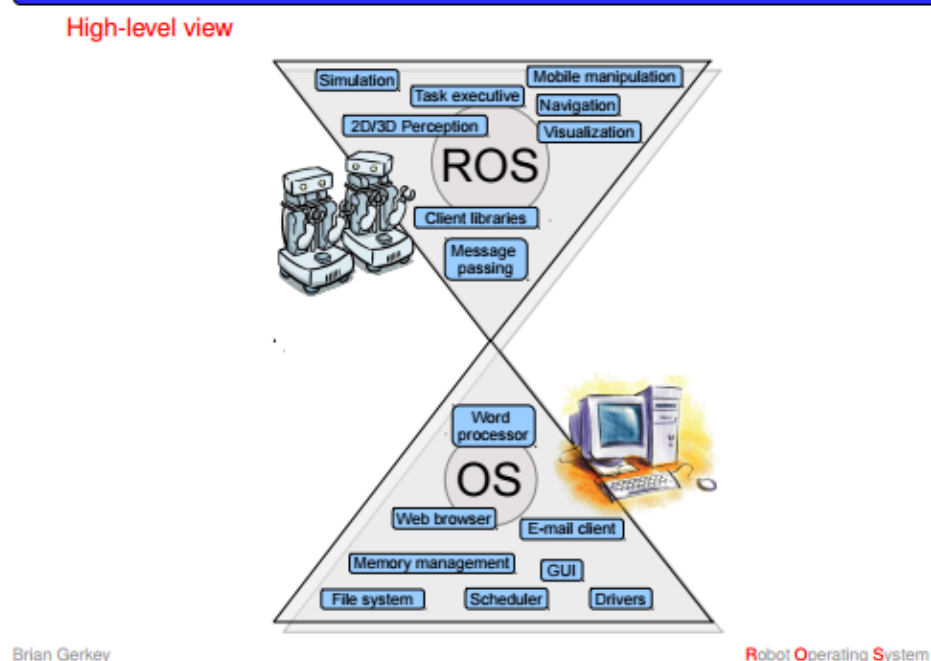 High-level view
Simulation
Mobile manipulation
Task executive
Navigation
2D/3D Perception
Visualization
ROS
Client libraries
Message
passing
Word
processor
OS
Web browser
E-mail client
Memory management
GUI
File system
Scheduler
Drivers
Brian Gerkey
Robot Operating System